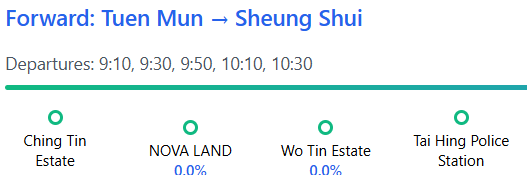 Forward: Tuen Mun → Sheung Shui
Departures: 9:10, 9:30, 9:50, 10:10, 10:30
Ching Tin
Estate
NOVA LAND
0.0%
Wo Tin Estate
0.0%
Tai Hing Police
Station